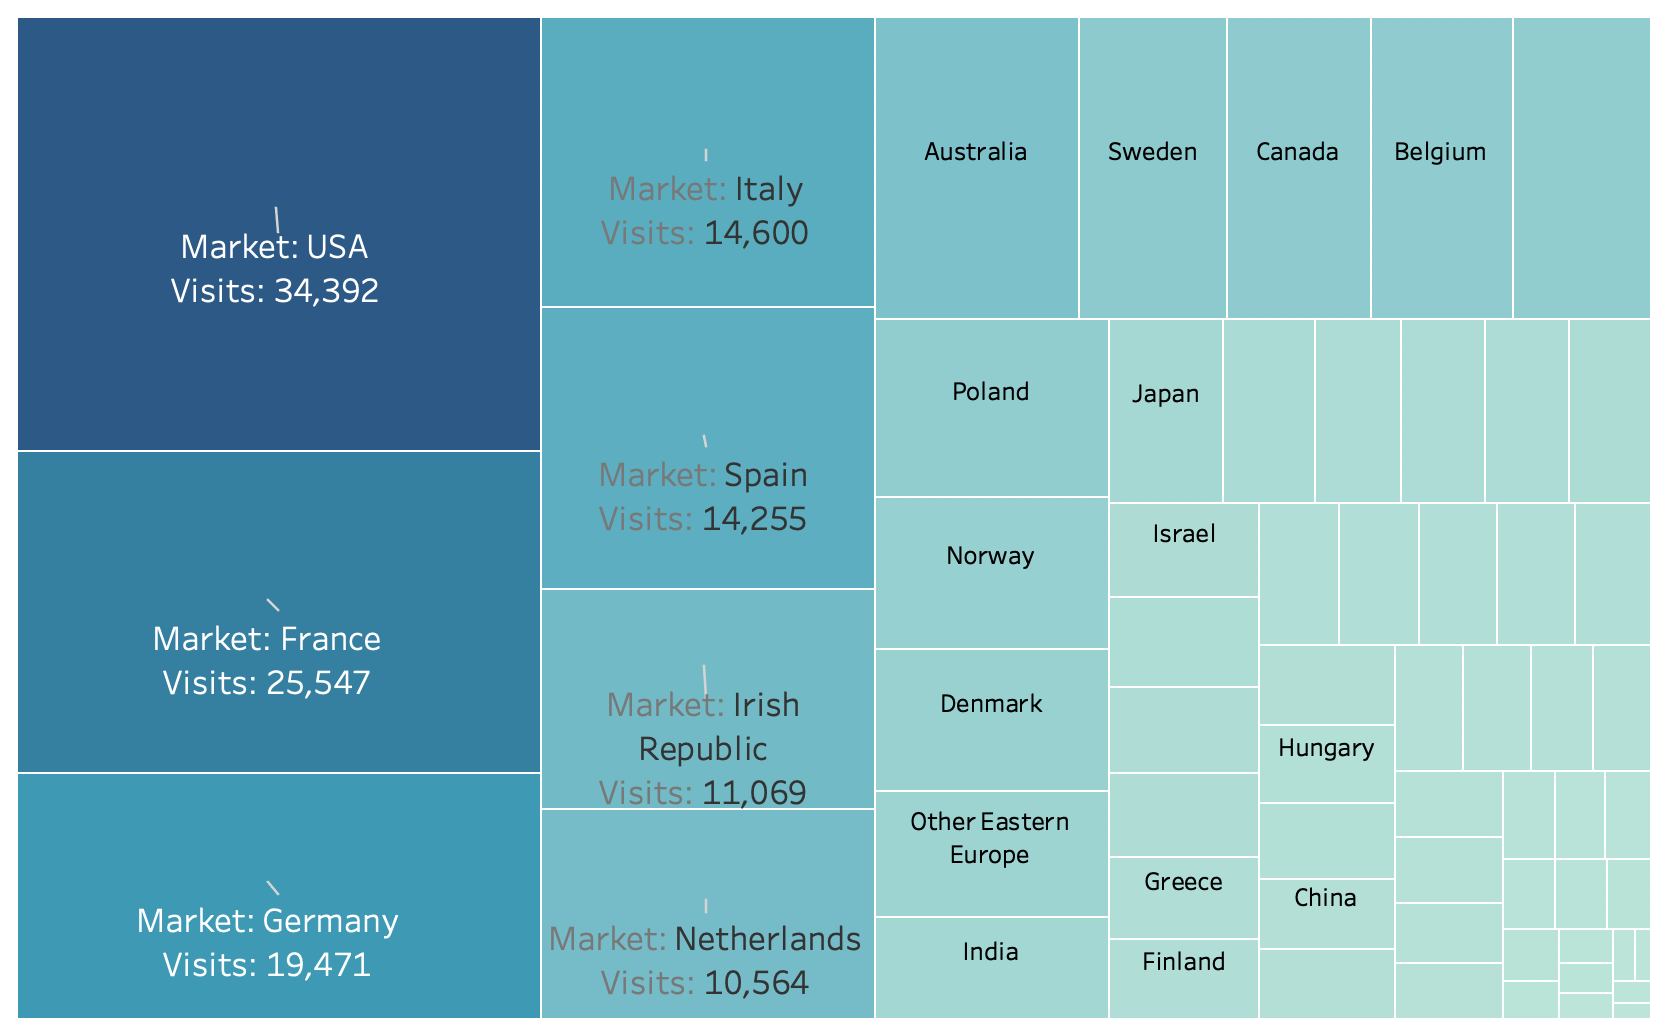 Market: USA
Visits: 34,392
Market: France
Visits: 25,547
Market: Germany
Visits: 19,471
Market: Italy
Visits: 14,600
Market: Spain
Visits: 14,255
Market: Irish
Republic
Visits: 11,069
Market: Netherlands
Visits: 10,564
Australia
Sweden
Canada
Belgium
Poland
Japan
Norway
Israel
Denmark
Hungary
Other Eastern
Europe
Greece
China
India
Finland